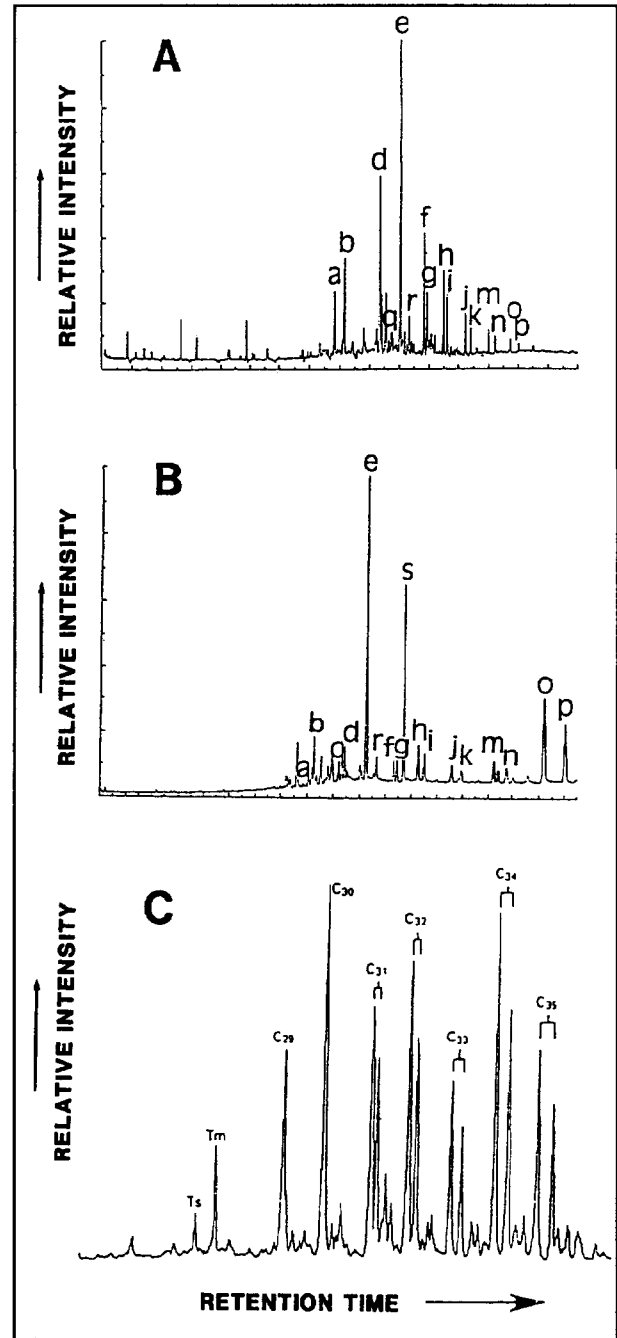 A
RELATIVE INTENSITY
a
b
d
q
e
r
f
g
h
i
j
k
m
n
o
p
B
RELATIVE INTENSITY
a
b
c
d
e
r
f
g
s
h
i
j
k
m
n
o
p
C
RELATIVE INTENSITY
Ts
Tm
C29
C30
C31
C32
C33
C34
C35
RETENTION TIME